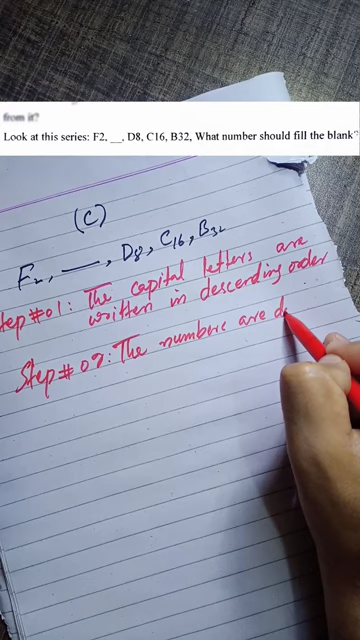 from it?
Look at this series: F2, __, D8, C16, B32, What number should fill the blank?
(C)
F2, __, D8, C16, B32
Step#01: The capital letters are
written in descending order
Step# 02: The numbers are d